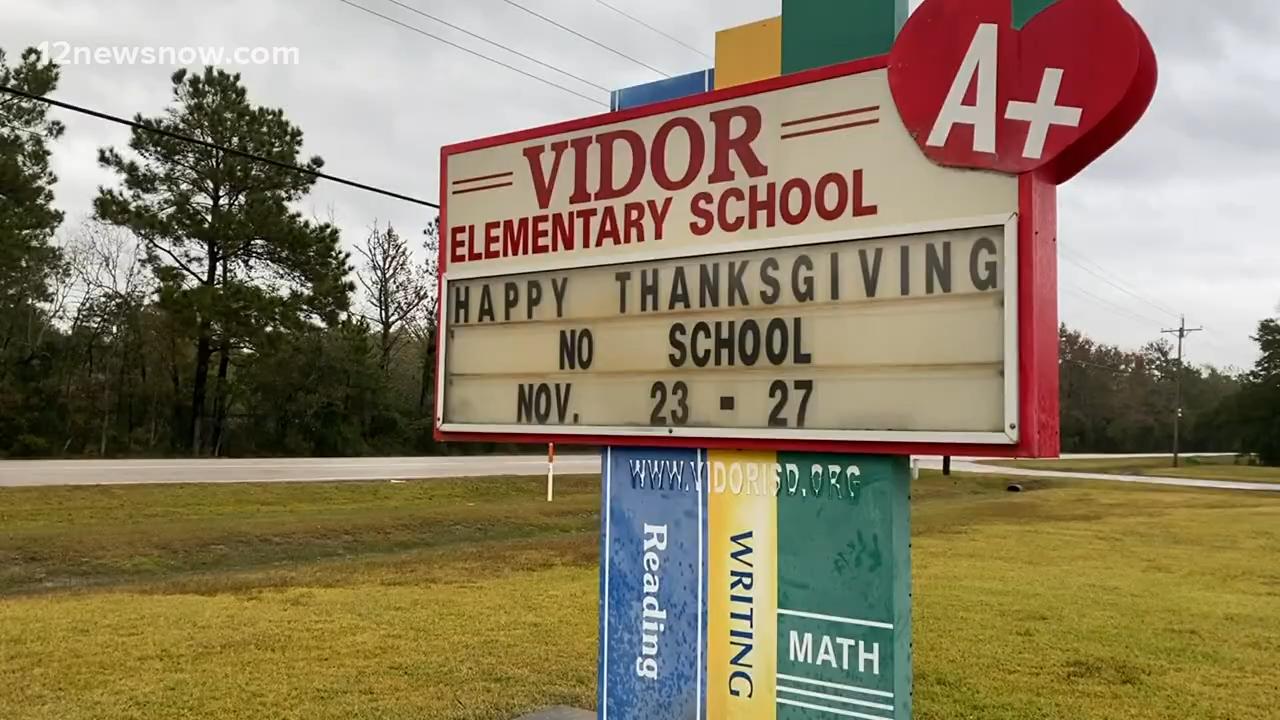 12newsnow.com
A+
VIDOR
ELEMENTARY SCHOOL
HAPPY THANKSGIVING
NO SCHOOL
NOV. 23 - 27
WWW.VIDORISD.ORG
Reading
WRITING
MATH